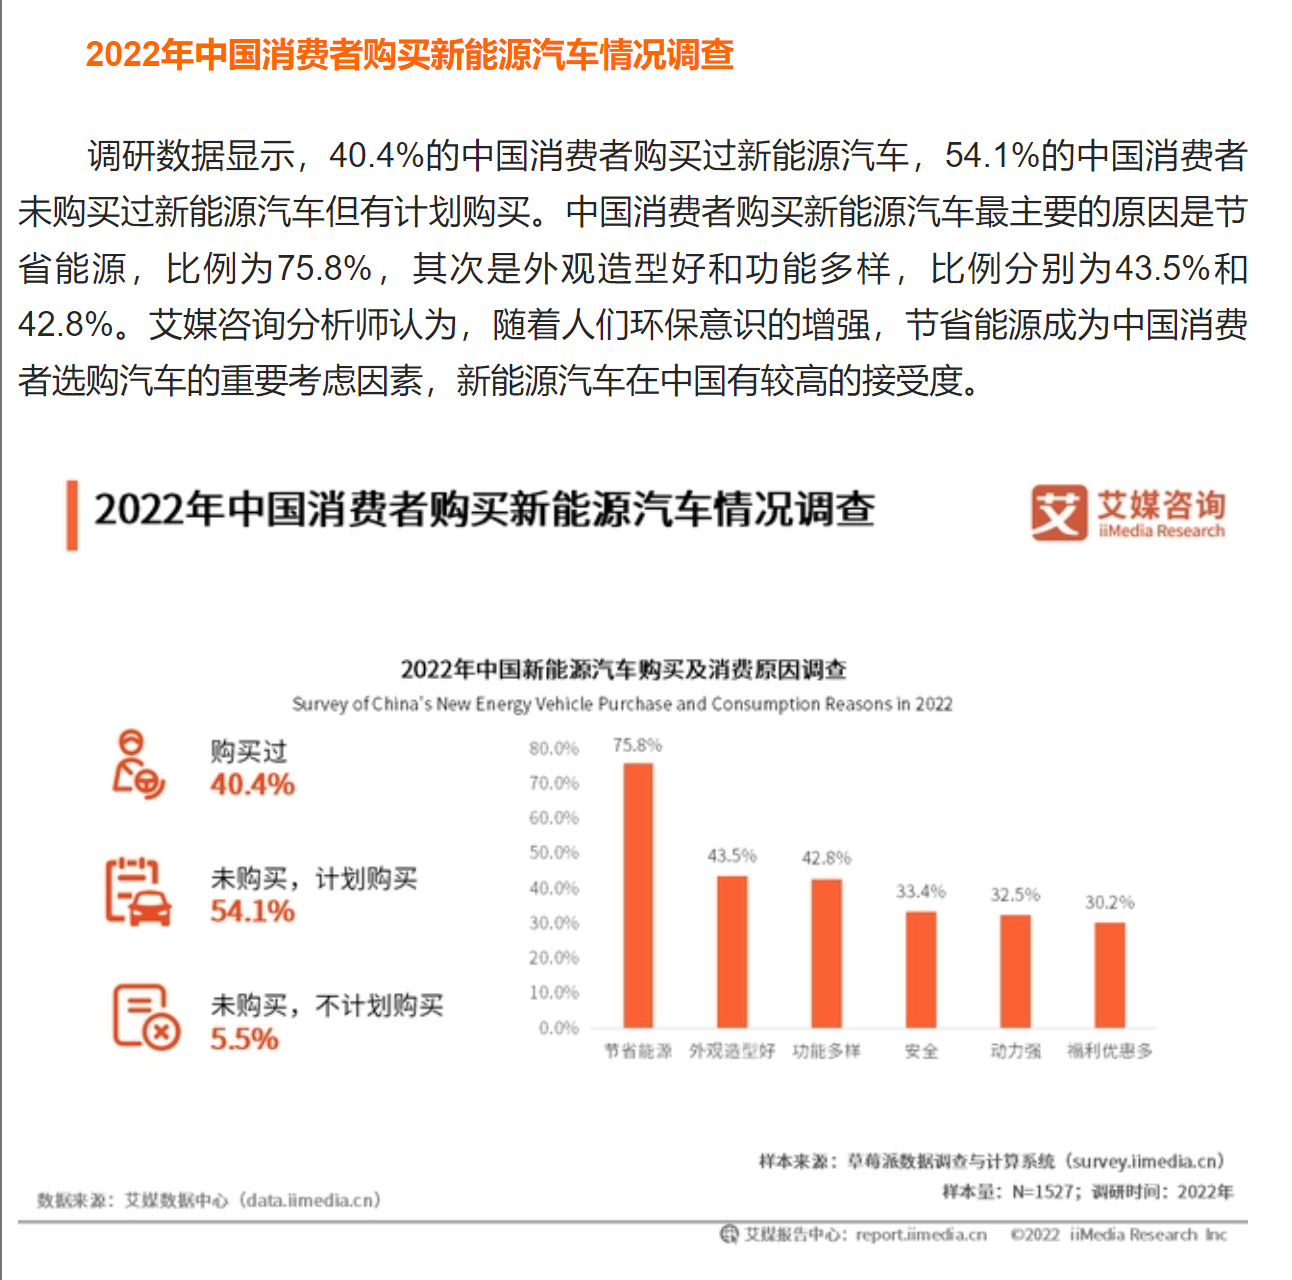 2022年中国消费者购买新能源汽车情况调查
调研数据显示，40.4%的中国消费者购买过新能源汽车，54.1%的中国消费者
未购买过新能源汽车但有计划购买。中国消费者购买新能源汽车最主要的原因是节
省能源，比例为75.8%，其次是外观造型好和功能多样，比例分别为43.5%和
42.8%。艾媒咨询分析师认为，随着人们环保意识的增强，节省能源成为中国消费
者选购汽车的重要考虑因素，新能源汽车在中国有较高的接受度。
2022年中国消费者购买新能源汽车情况调查
艾 艾媒咨询
iiMedia Research
2022年中国新能源汽车购买及消费原因调查
Survey of China's New Energy Vehicle Purchase and Consumption Reasons in 2022
购买过
40.4%
未购买，计划购买
54.1%
未购买，不计划购买
5.5%
80.0%
70.0%
60.0%
50.0%
40.0%
30.0%
20.0%
10.0%
0.0%
75.8%
43.5%
42.8%
33.4%
32.5%
30.2%
节省能源 外观造型好 功能多样 安全 动力强 福利优惠多
样本来源：草莓派数据调查与计算系统（survey.iimedia.cn）
数据来源：艾媒数据中心（data.iimedia.cn）
样本量：N=1527；调研时间：2022年
艾媒报告中心：report.iimedia.cn ©2022 iiMedia Research Inc